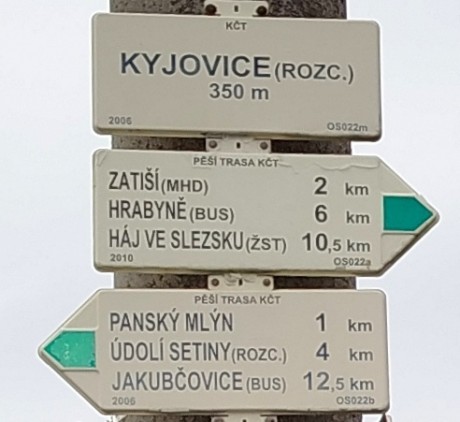 KČT
KYJOVICE (ROZC.)
350 m
2006 OS022m
PĚŠÍ TRASA KČT
ZATIŠÍ (MHD) 2 km
HRABYNĚ (BUS) 6 km
HÁJ VE SLEZSKU (ŽST) 10,5 km
2010 OS022a
PĚŠÍ TRASA KČT
PANSKÝ MLÝN 1 km
ÚDOLÍ SETINY (ROZC.) 4 km
JAKUBČOVICE (BUS) 12,5 km
2006 OS022b